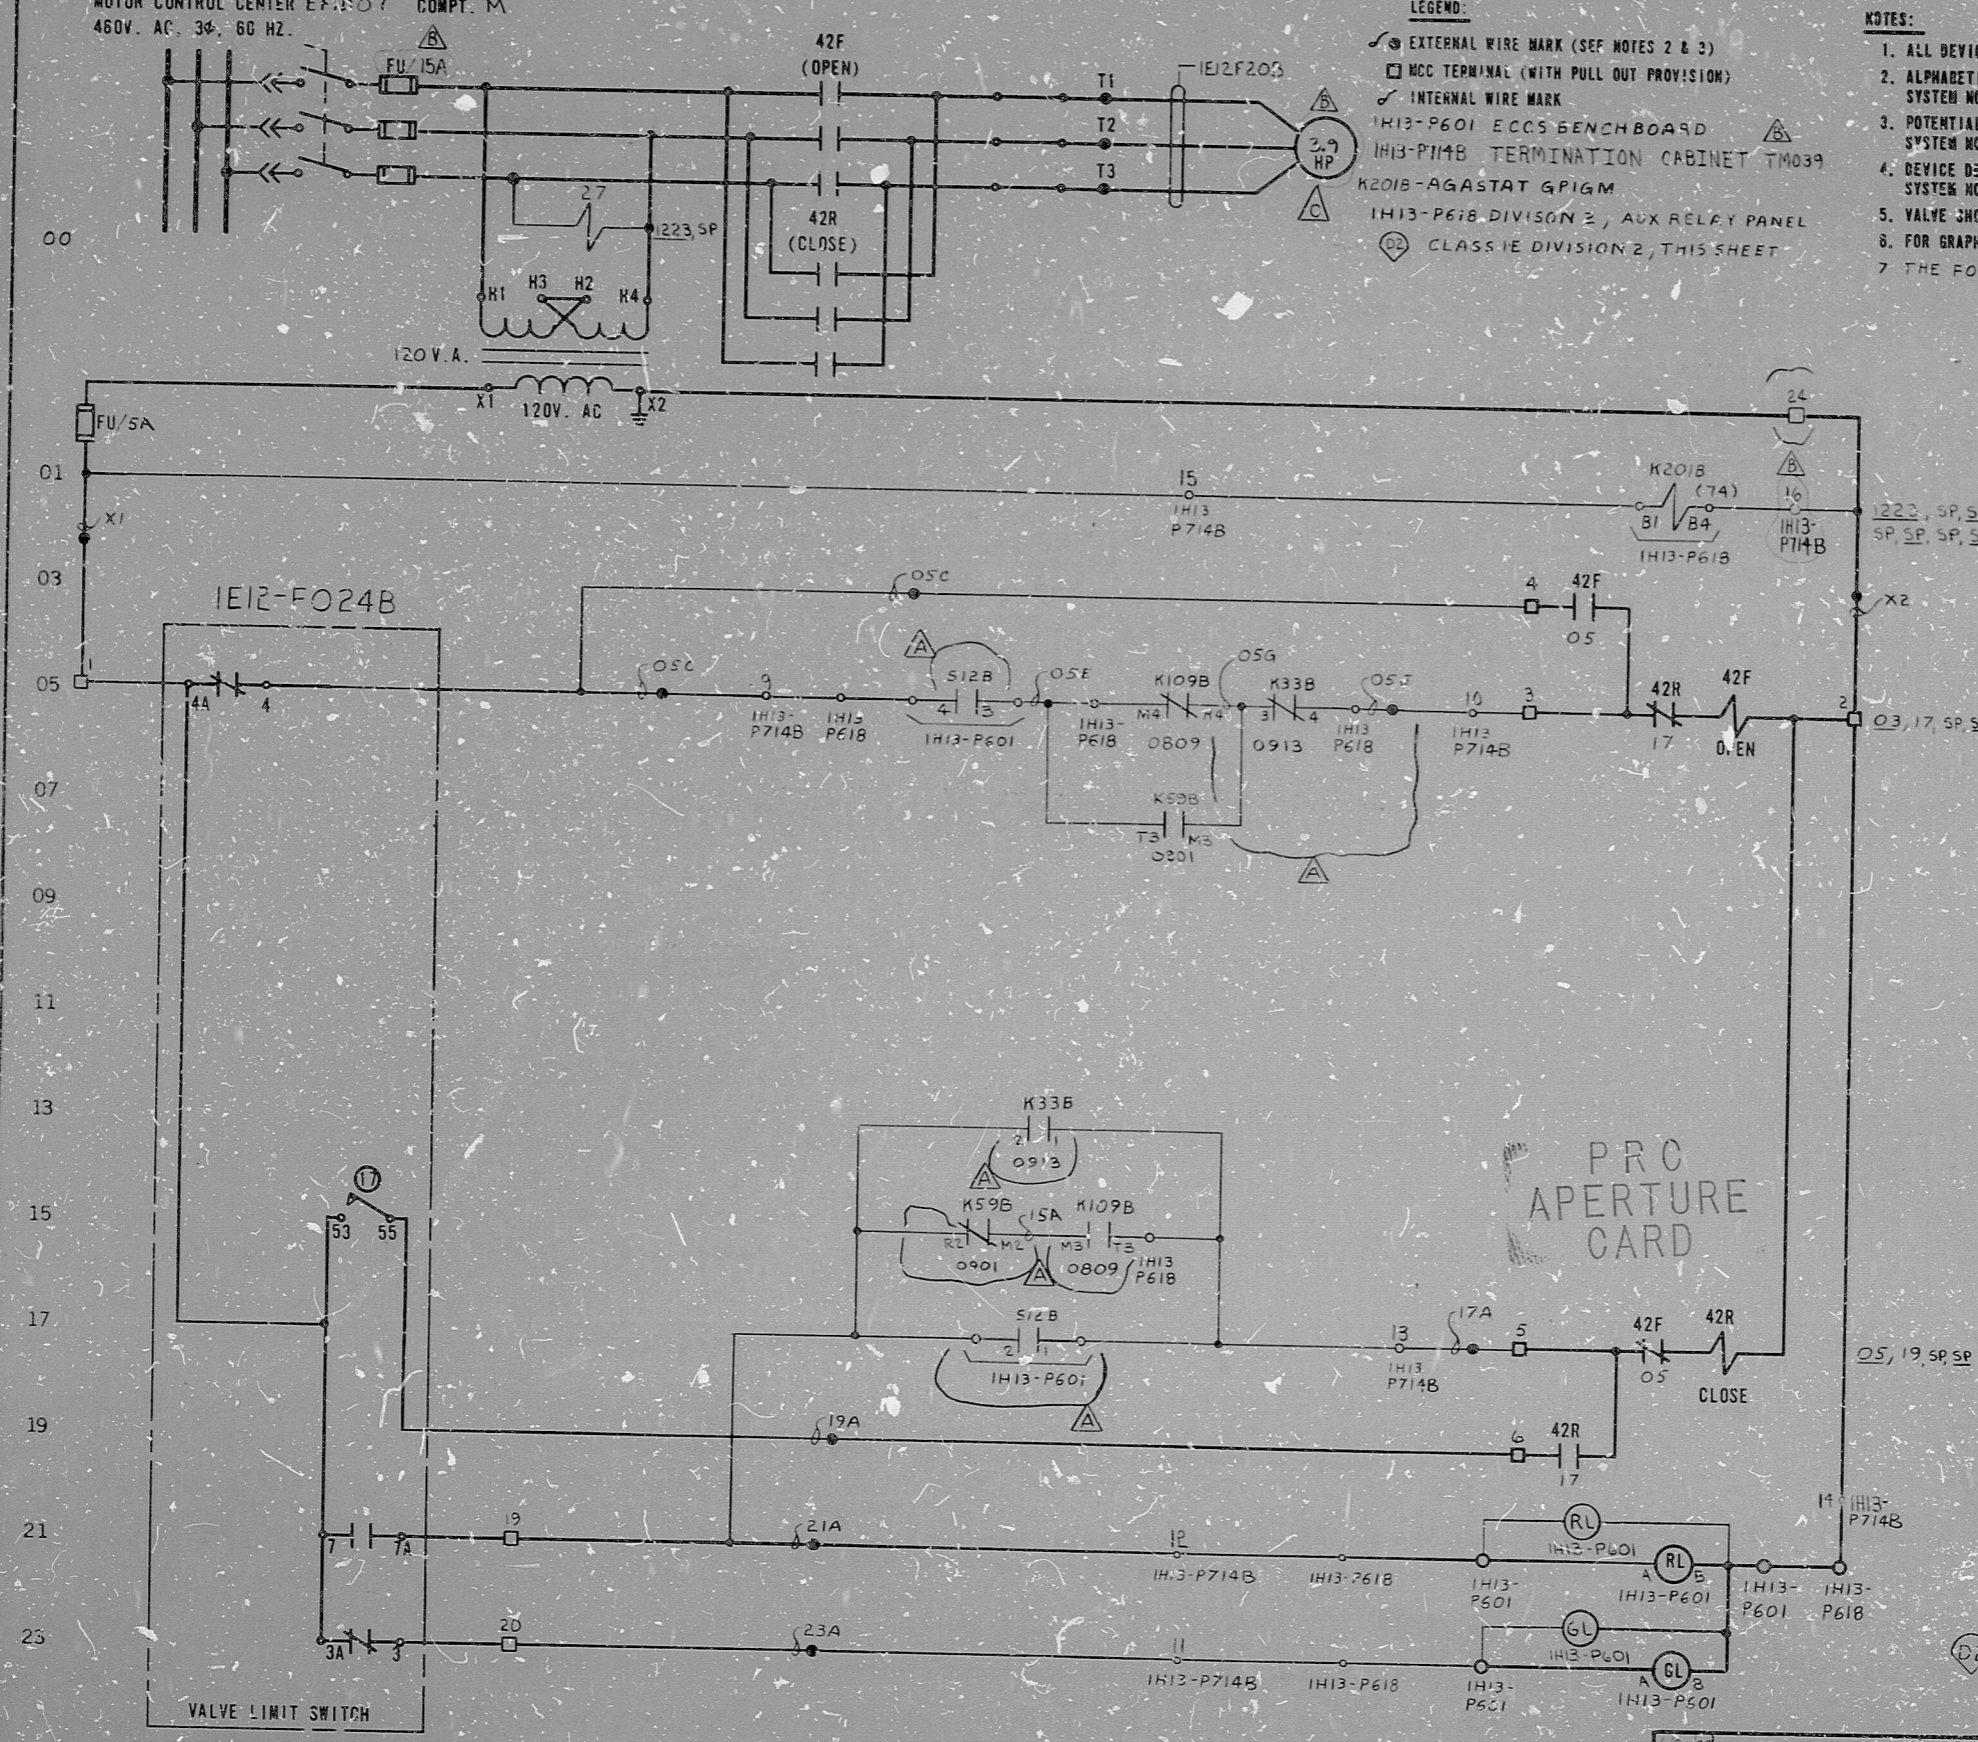 MOTOR CONTROL CENTER COMPT. M
460V. AC, 3Φ, 60 HZ.
B
FU/15A
42F
(OPEN)
T1
T2
T3
1E12F20B
B
3.9
HP
C
27
1223, SP
42R
(CLOSE)
H1 H3 H2 H4
120 V.A.
X1 120V. AC X2
FU/5A
LEGEND:
EXTERNAL WIRE MARK (SEE NOTES 2 & 3)
MCC TERMINAL (WITH PULL OUT PROVISION)
INTERNAL WIRE MARK
1H13-P601 ECCS BENCHBOARD B
1H13-P714B TERMINATION CABINET TM039
K201B-AGASTAT GPIGM
1H13-P618 DIVISON 2, AUX RELAY PANEL
D2 CLASS IE DIVISION 2, THIS SHEET
NOTES:
1. ALL
2.
SYSTEM
3.
SYSTEM
4. DEVICE
SYSTEM
5. VALVE
6. FOR
7 THE
00
01
03
05
07
09
11
13
15
17
19
21
23
24
B
X1
15
1H13
P714B
K201B
(74)
B1 B4
1H13-P618
16
1H13-
P714B
1223, SP,
SP, SP, SP,
X2
1E12-F024B
05C
4 42F
05
1
4A 4
05C
9
1H13-
P714B
1H13
P618
A
S12B
4 3
1H13-P601
05E
1H13-
P618
K109B
M4 R4
0809
05G
K33B
3 4
0913
05J
1H13
P618
10
1H13
P714B
3
42R
17
42F
OPEN
2
03, 17, SP,
K59B
T3 M3
A
K33B
2 1
0913
A
17
53 55
K59B
R2 M2
0901
15A
K109B
M3 T3
0809
A
1H13
P618
S12B
2 1
1H13-P601
A
13
1H13
P714B
17A
5
42F
05
42R
CLOSE
05, 19, SP, SP
PRC
APERTURE
CARD
19A
6 42R
17
7 7A
19
21A
12
1H13-P714B
1H13-P618
1H13-
P601
RL
1H13-P601
A RL B
1H13-P601
1H13-
P601
1H13-
P618
14 1H13-
P714B
3A 3
20
23A
11
1H13-P714B
1H13-P618
1H13-
P601
GL
1H13-P601
A GL B
1H13-P601
VALVE LIMIT SWITCH